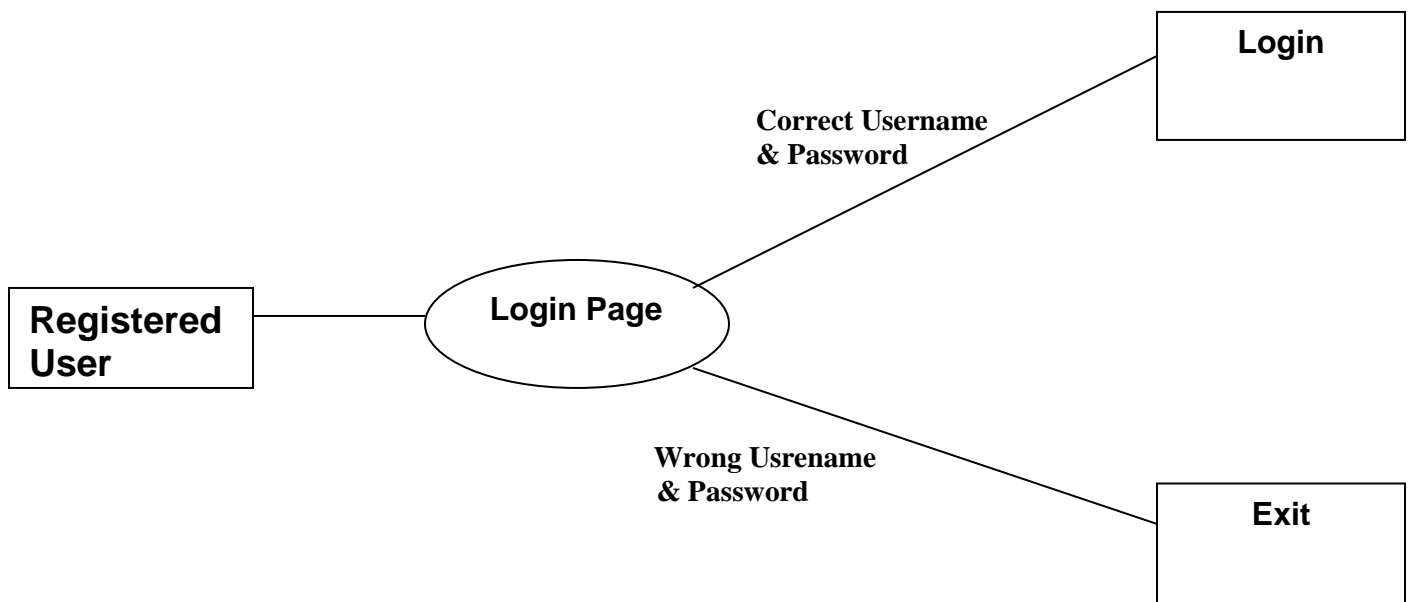 Login
Correct Username
& Password
Registered
User
Login Page
Wrong Usrename
& Password
Exit